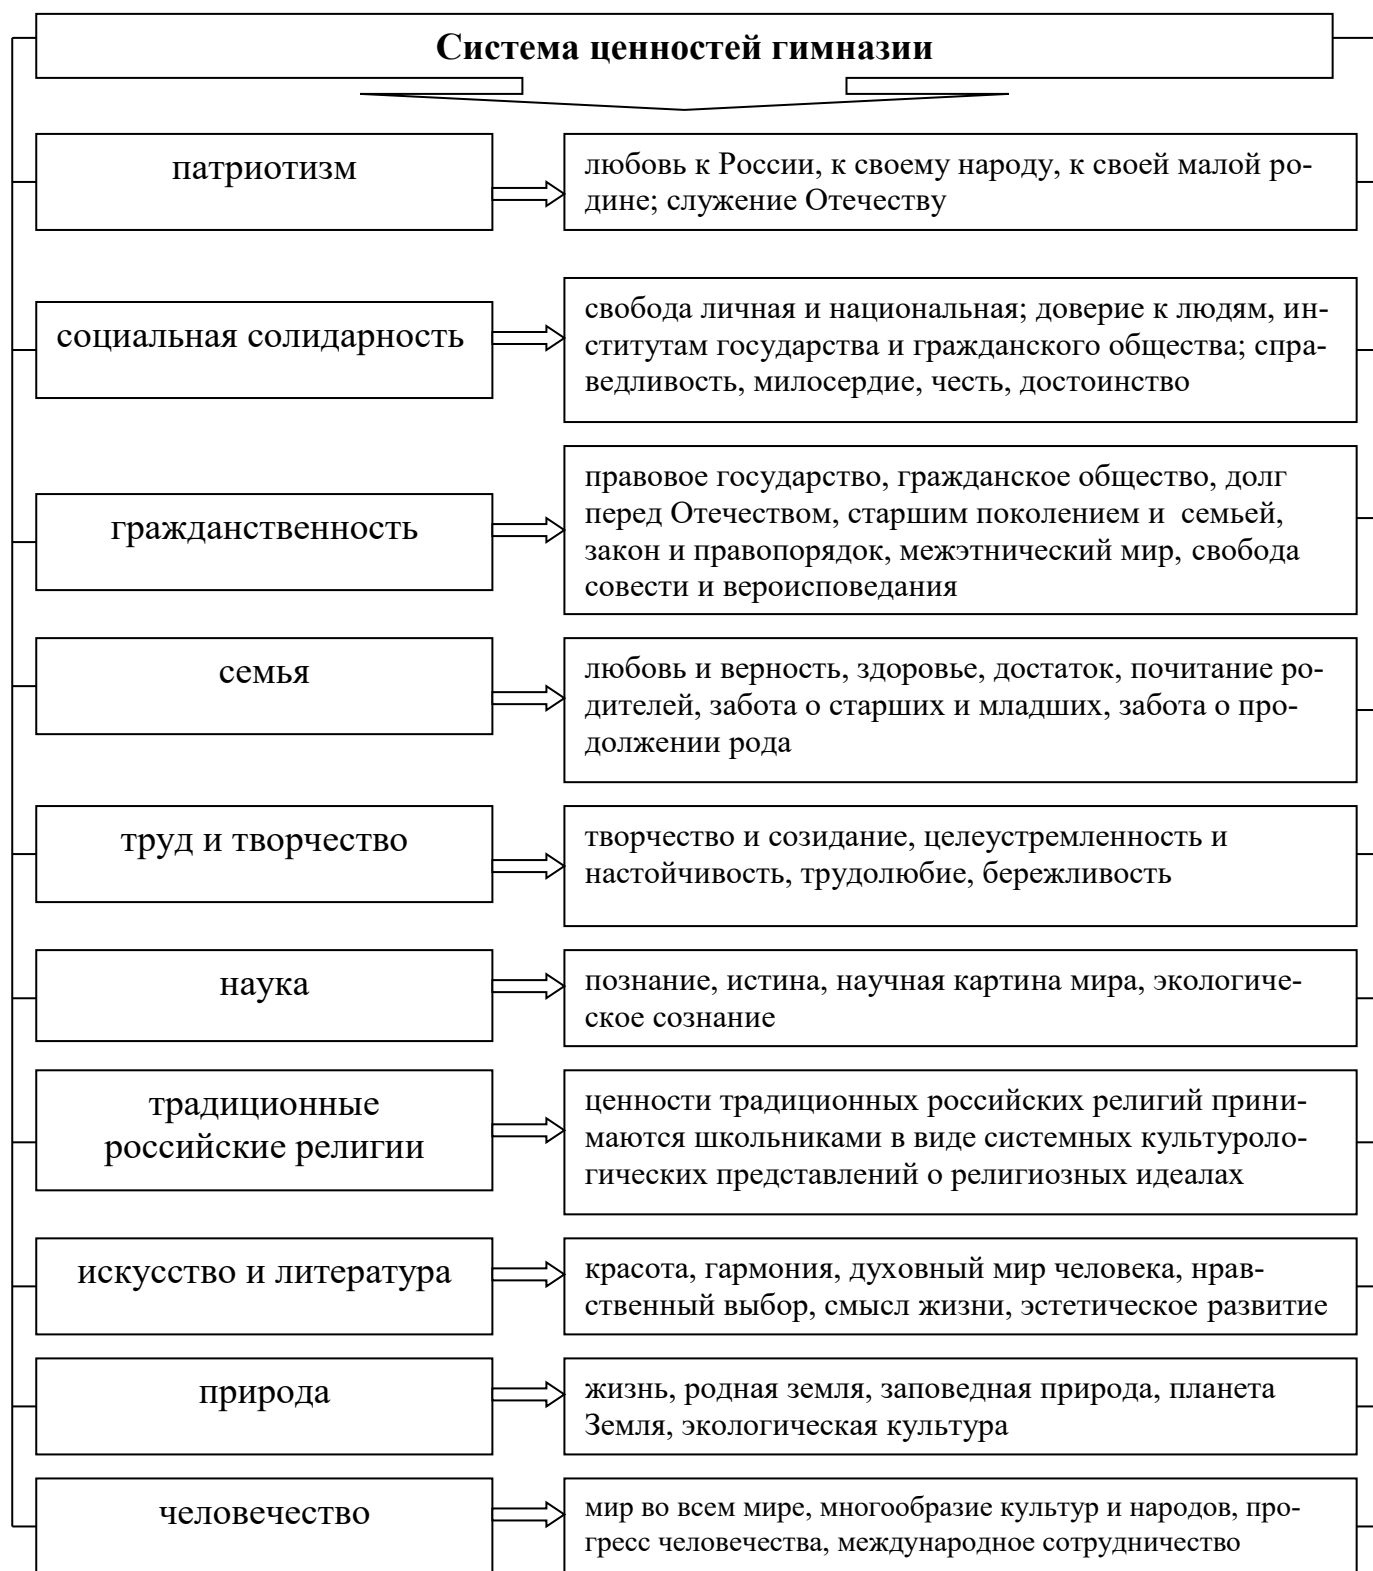 Система ценностей гимназии
патриотизм
любовь к России, к своему народу, к своей малой ро-
дине; служение Отечеству
социальная солидарность
свобода личная и национальная; доверие к людям, ин-
ститутам государства и гражданского общества; спра-
ведливость, милосердие, честь, достоинство
гражданственность
правовое государство, гражданское общество, долг
перед Отечеством, старшим поколением и семьей,
закон и правопорядок, межэтнический мир, свобода
совести и вероисповедания
семья
любовь и верность, здоровье, достаток, почитание ро-
дителей, забота о старших и младших, забота о про-
должении рода
труд и творчество
творчество и созидание, целеустремленность и
настойчивость, трудолюбие, бережливость
наука
познание, истина, научная картина мира, экологиче-
ское сознание
традиционные
российские религии
ценности традиционных российских религий прини-
маются школьниками в виде системных культуроло-
гических представлений о религиозных идеалах
искусство и литература
красота, гармония, духовный мир человека, нрав-
ственный выбор, смысл жизни, эстетическое развитие
природа
жизнь, родная земля, заповедная природа, планета
Земля, экологическая культура
человечество
мир во всем мире, многообразие культур и народов, про-
гресс человечества, международное сотрудничество